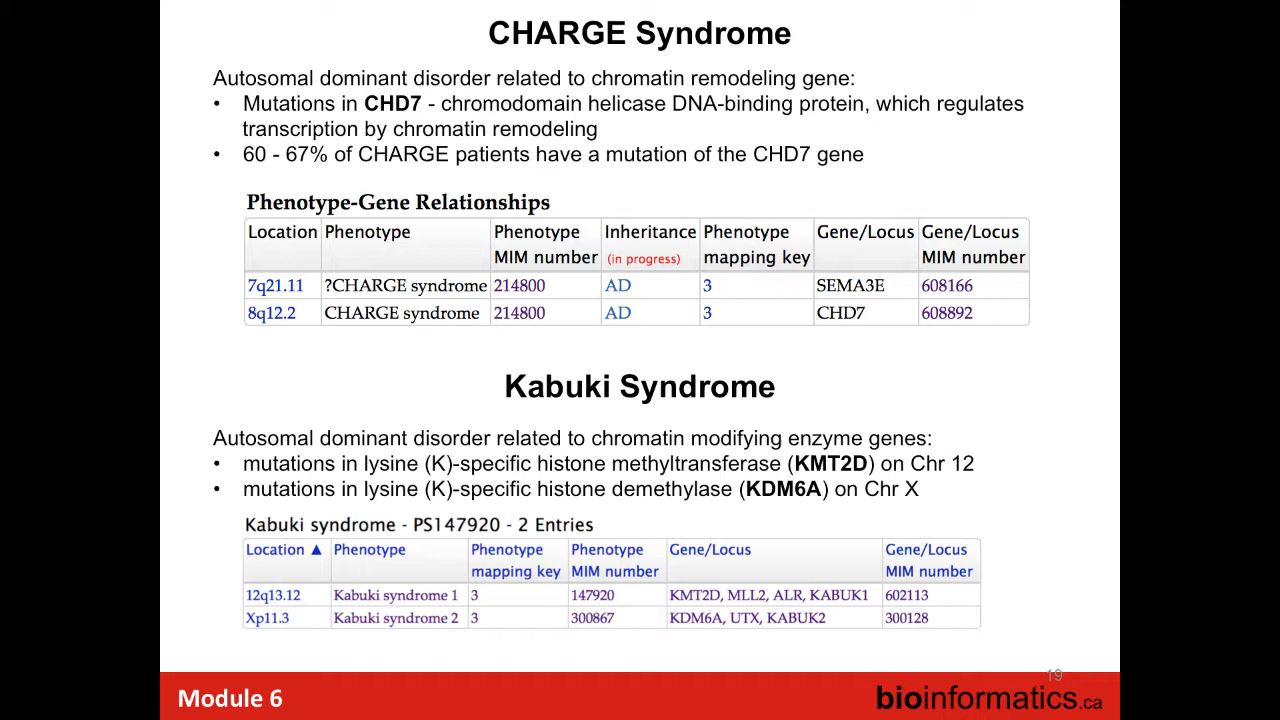 CHARGE Syndrome
Autosomal dominant disorder related to chromatin remodeling gene:
• Mutations in CHD7 - chromodomain helicase DNA-binding protein, which regulates
transcription by chromatin remodeling
• 60 - 67% of CHARGE patients have a mutation of the CHD7 gene
Phenotype-Gene Relationships
Location Phenotype Phenotype MIM number Inheritance (in progress) Phenotype mapping key Gene/Locus Gene/Locus MIM number
7q21.11 ?CHARGE syndrome 214800 AD 3 SEMA3E 608166
8q12.2 CHARGE syndrome 214800 AD 3 CHD7 608892
Kabuki Syndrome
Autosomal dominant disorder related to chromatin modifying enzyme genes:
• mutations in lysine (K)-specific histone methyltransferase (KMT2D) on Chr 12
• mutations in lysine (K)-specific histone demethylase (KDM6A) on Chr X
Kabuki syndrome - PS147920 - 2 Entries
Location ▲ Phenotype Phenotype mapping key Phenotype MIM number Gene/Locus Gene/Locus MIM number
12q13.12 Kabuki syndrome 1 3 147920 KMT2D, MLL2, ALR, KABUK1 602113
Xp11.3 Kabuki syndrome 2 3 300867 KDM6A, UTX, KABUK2 300128
19
Module 6
bioinformatics.ca